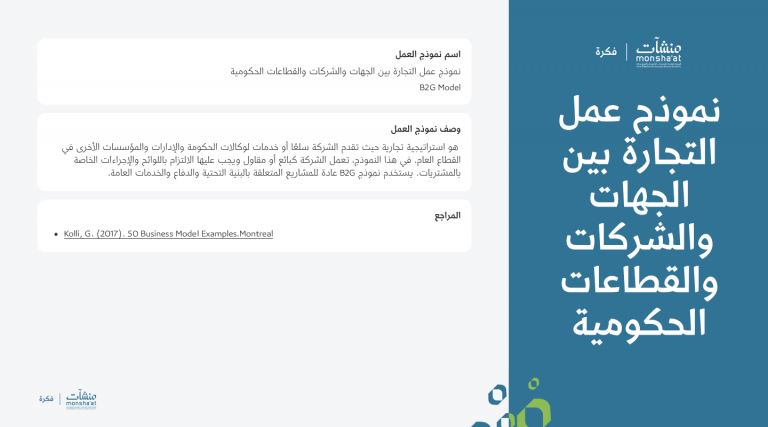 منشآت
monsha'at
فكرة
نموذج عمل
التجارة بين
الجهات
والشركات
والقطاعات
الحكومية
اسم نموذج العمل
نموذج عمل التجارة بين الجهات والشركات والقطاعات الحكومية
B2G Model
وصف نموذج العمل
هو استراتيجية تجارية حيث تقدم الشركة سلعًا أو خدمات لوكالات الحكومة والإدارات والمؤسسات الأخرى في
القطاع العام. في هذا النموذج، تعمل الشركة كبائع أو مقاول ويجب عليها الالتزام باللوائح والإجراءات الخاصة
بالمشتريات. يستخدم نموذج B2G عادة للمشاريع المتعلقة بالبنية التحتية والدفاع والخدمات العامة.
المراجع
• Kolli, G. (2017). 50 Business Model Examples.Montreal
منشآت
monsha'at
فكرة